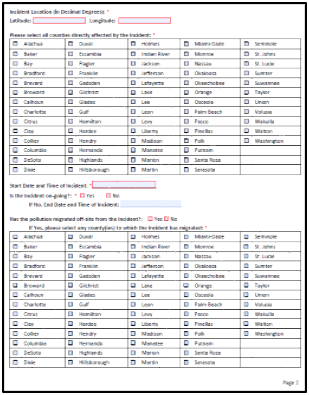 Incident Location (in Decimal Degrees): *
Latitude: Longitude:
Please select all counties directly affected by the incident: *
Alachua Duval Holmes Miami-Dade Seminole
Baker Escambia Indian River Monroe St. Johns
Bay Flagler Jackson Nassau St. Lucie
Bradford Franklin Jefferson Okaloosa Sumter
Brevard Gadsden Lafayette Okeechobee Suwannee
Broward Gilchrist Lake Orange Taylor
Calhoun Glades Lee Osceola Union
Charlotte Gulf Leon Palm Beach Volusia
Citrus Hamilton Levy Pasco Wakulla
Clay Hardee Liberty Pinellas Walton
Collier Hendry Madison Polk Washington
Columbia Hernando Manatee Putnam
DeSoto Highlands Marion Santa Rosa
Dixie Hillsborough Martin Sarasota
Start Date and Time of Incident: *
Is the incident on-going?: * Yes No
If No, End Date and Time of Incident:
Has the pollution migrated off-site from the incident?: Yes No
If Yes, please select any county(ies) to which the incident has migrated: *
Alachua Duval Holmes Miami-Dade Seminole
Baker Escambia Indian River Monroe St. Johns
Bay Flagler Jackson Nassau St. Lucie
Bradford Franklin Jefferson Okaloosa Sumter
Brevard Gadsden Lafayette Okeechobee Suwannee
Broward Gilchrist Lake Orange Taylor
Calhoun Glades Lee Osceola Union
Charlotte Gulf Leon Palm Beach Volusia
Citrus Hamilton Levy Pasco Wakulla
Clay Hardee Liberty Pinellas Walton
Collier Hendry Madison Polk Washington
Columbia Hernando Manatee Putnam
DeSoto Highlands Marion Santa Rosa
Dixie Hillsborough Martin Sarasota
Page 2